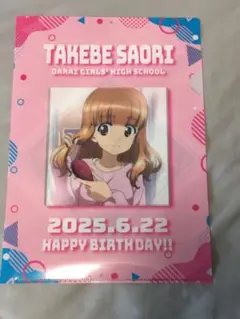 TAKEBE SAORI
OARAI GIRLS' HIGH SCHOOL
2025.6.22
HAPPY BIRTHDAY!!